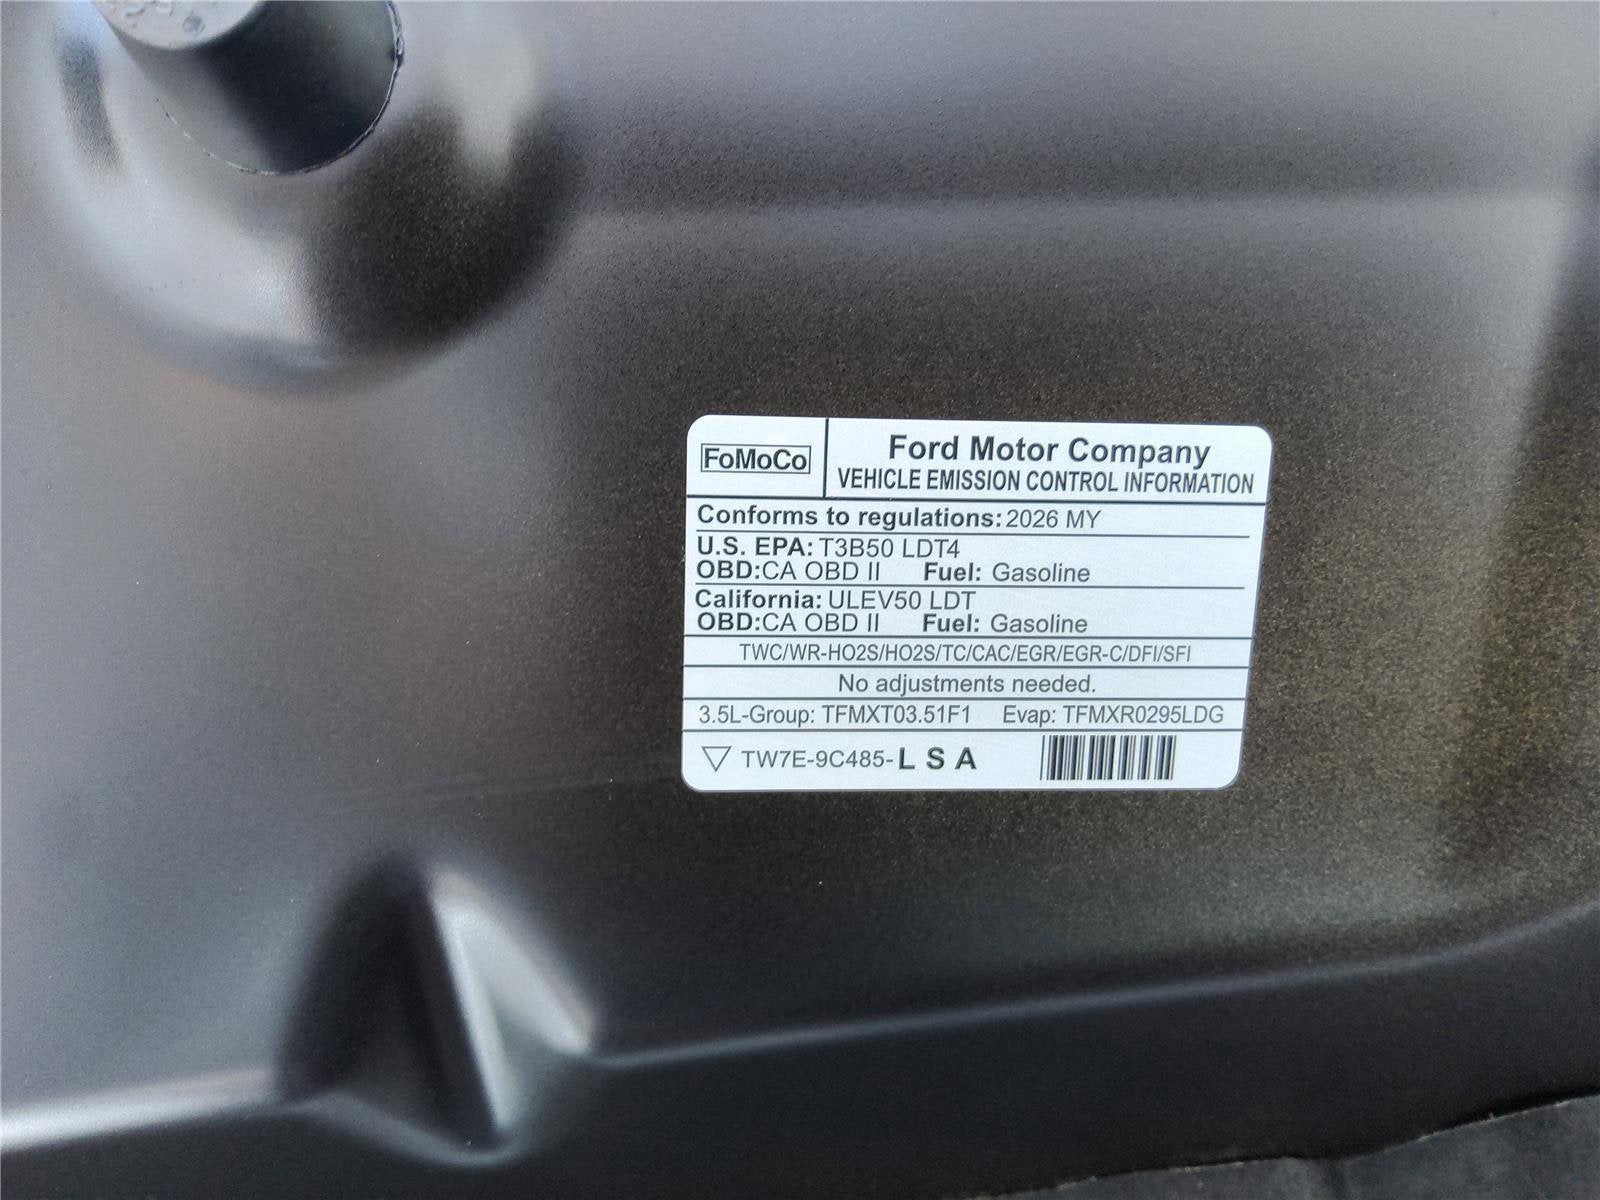 FoMoCo
Ford Motor Company
VEHICLE EMISSION CONTROL INFORMATION
Conforms to regulations: 2026 MY
U.S. EPA: T3B50 LDT4
OBD:CA OBD II Fuel: Gasoline
California: ULEV50 LDT
OBD:CA OBD II Fuel: Gasoline
TWC/WR-HO2S/HO2S/TC/CAC/EGR/EGR-C/DFI/SFI
No adjustments needed.
3.5L-Group: TFMXT03.51F1 Evap: TFMXR0295LDG
TW7E-9C485-L S A